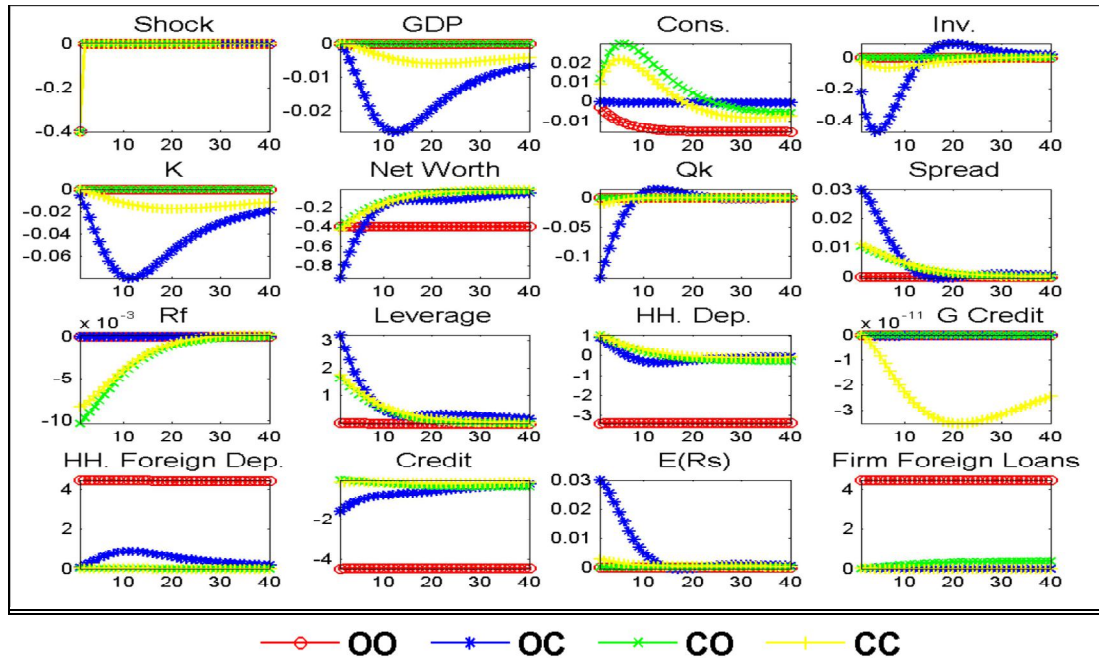 Shock GDP Cons. Inv.
0 -0.2 -0.4 10 20 30 40
0 -0.01 -0.02 10 20 30 40
0.02 0.01 0 -0.01 10 20 30 40
0 -0.2 -0.4 10 20 30 40
K Net Worth Qk Spread
0 -0.02 -0.04 -0.06 10 20 30 40
-0.2 -0.4 -0.6 -0.8 10 20 30 40
0 -0.05 -0.1 10 20 30 40
0.03 0.02 0.01 0 10 20 30 40
Rf Leverage HH. Dep. G Credit
x 10-3 0 -5 -10 10 20 30 40
3 2 1 0 10 20 30 40
1 0 -1 -2 -3 10 20 30 40
x 10-11 0 -1 -2 -3 10 20 30 40
HH. Foreign Dep. Credit E(Rs) Firm Foreign Loans
4 2 0 10 20 30 40
-2 -4 10 20 30 40
0.03 0.02 0.01 0 10 20 30 40
4 2 0 10 20 30 40
OO OC CO CC